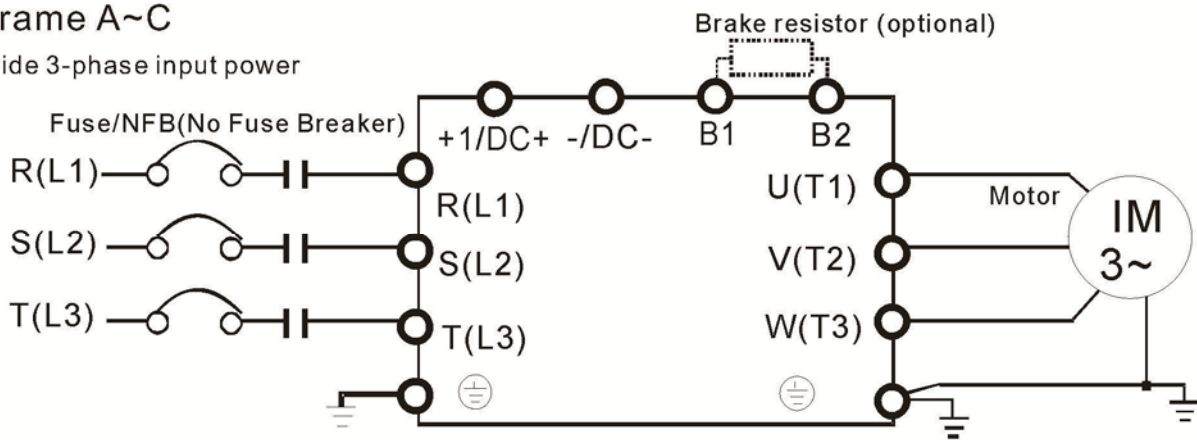 rame A~C
ide 3-phase input power
Brake resistor (optional)
Fuse/NFB(No Fuse Breaker)
+1/DC+ -/DC- B1 B2
R(L1) R(L1) U(T1) Motor
IM
3~
S(L2) S(L2) V(T2)
T(L3) T(L3) W(T3)